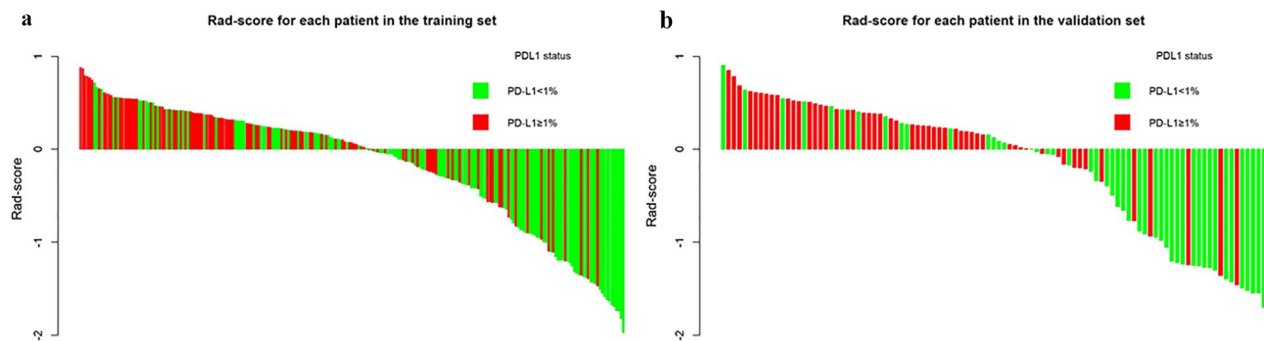 a
Rad-score for each patient in the training set
PDL1 status
PD-L1<1%
PD-L1≥1%
Rad-score
1
0
-1
-2
b
Rad-score for each patient in the validation set
PDL1 status
PD-L1<1%
PD-L1≥1%
Rad-score
1
0
-1
-2